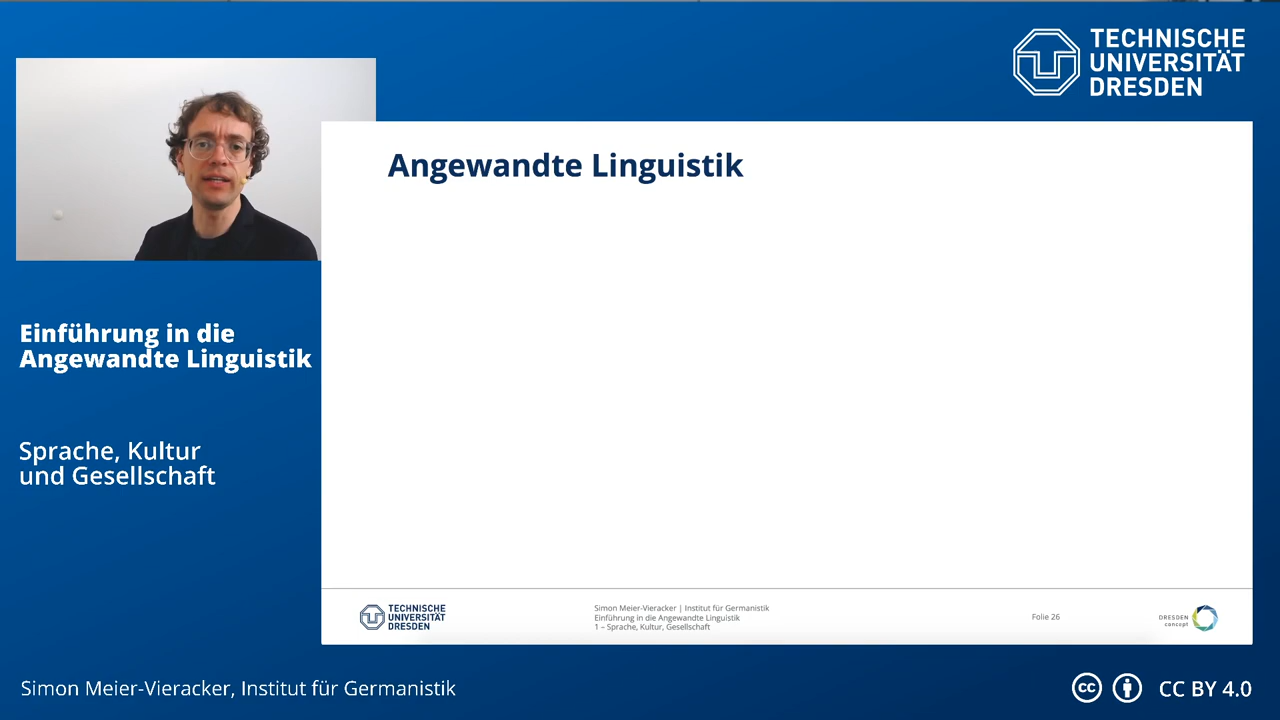 TECHNISCHE
UNIVERSITÄT
DRESDEN
Angewandte Linguistik
Einführung in die
Angewandte Linguistik
Sprache, Kultur
und Gesellschaft
TECHNISCHE
UNIVERSITÄT
DRESDEN
Simon Meier-Vieracker | Institut für Germanistik
Einführung in die Angewandte Linguistik
1 – Sprache, Kultur, Gesellschaft
Folie 26
DRESDEN
concept
Simon Meier-Vieracker, Institut für Germanistik
cc
CC BY 4.0